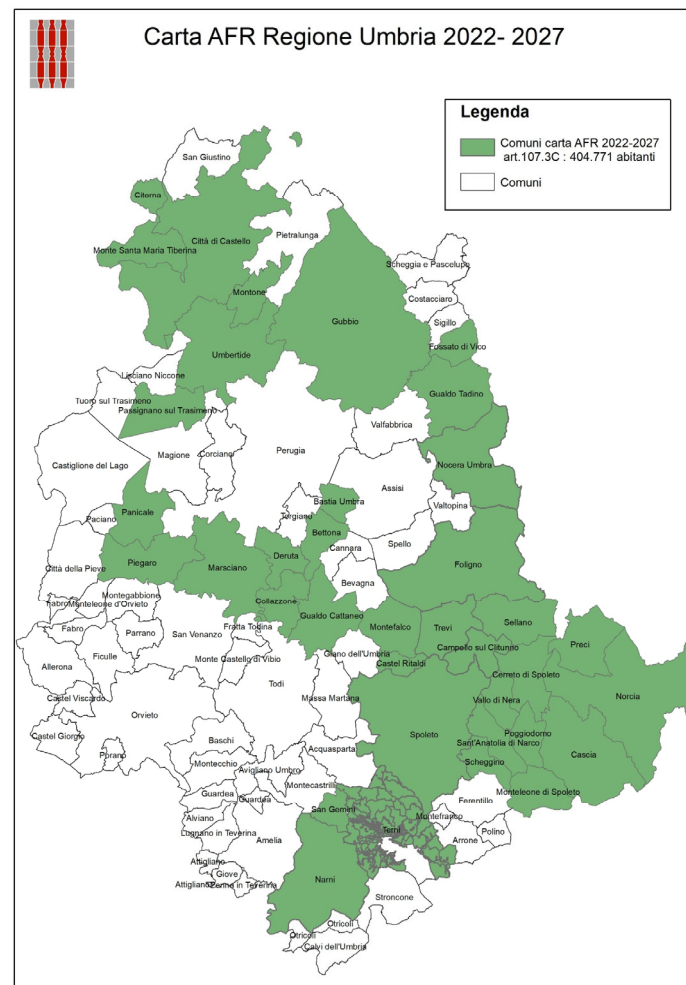 Carta AFR Regione Umbria 2022- 2027
Legenda
Comuni carta AFR 2022-2027
art.107.3C : 404.771 abitanti
Comuni
San Giustino
Citerna
Città di Castello
Pietralunga
Monte Santa Maria Tiberina
Scheggia e Pascelupo
Montone
Costacciaro
Gubbio
Sigillo
Umbertide
Fossato di Vico
Lisciano Niccone
Gualdo Tadino
Tuoro sul Trasimeno
Passignano sul Trasimeno
Valfabbrica
Magione
Corciano
Perugia
Castiglione del Lago
Nocera Umbra
Assisi
Panicale
Bastia Umbra
Valtopina
Paciano
Torgiano
Bettona
Spello
Cannara
Deruta
Piegaro
Marsciano
Foligno
Città della Pieve
Bevagna
Montegabbione
Collazzone
Fabro
Monteleone d'Orvieto
Gualdo Cattaneo
Sellano
Fratta Todina
Montefalco
Trevi
Fabro
Parrano
San Venanzo
Preci
Giano dell'Umbria
Campello sul Clitunno
Ficulle
Monte Castello di Vibio
Castel Ritaldi
Allerona
Cerreto di Spoleto
Todi
Norcia
Castel Viscardo
Massa Martana
Vallo di Nera
Orvieto
Spoleto
Castel Giorgio
Poggiodomo
Baschi
Sant'Anatolia di Narco
Acquasparta
Porano
Cascia
Montecchio
Scheggino
Avigliano Umbro
Montecastrilli
Guardea
Monteleone di Spoleto
Guardea
Ferentillo
San Gemini
Alviano
Montefranco
Terni
Polino
Lugnano in Teverina
Amelia
Arrone
Attigliano
Giove
Narni
Attigliano
Penna in Teverina
Stroncone
Otricoli
Otricoli
Calvi dell'Umbria